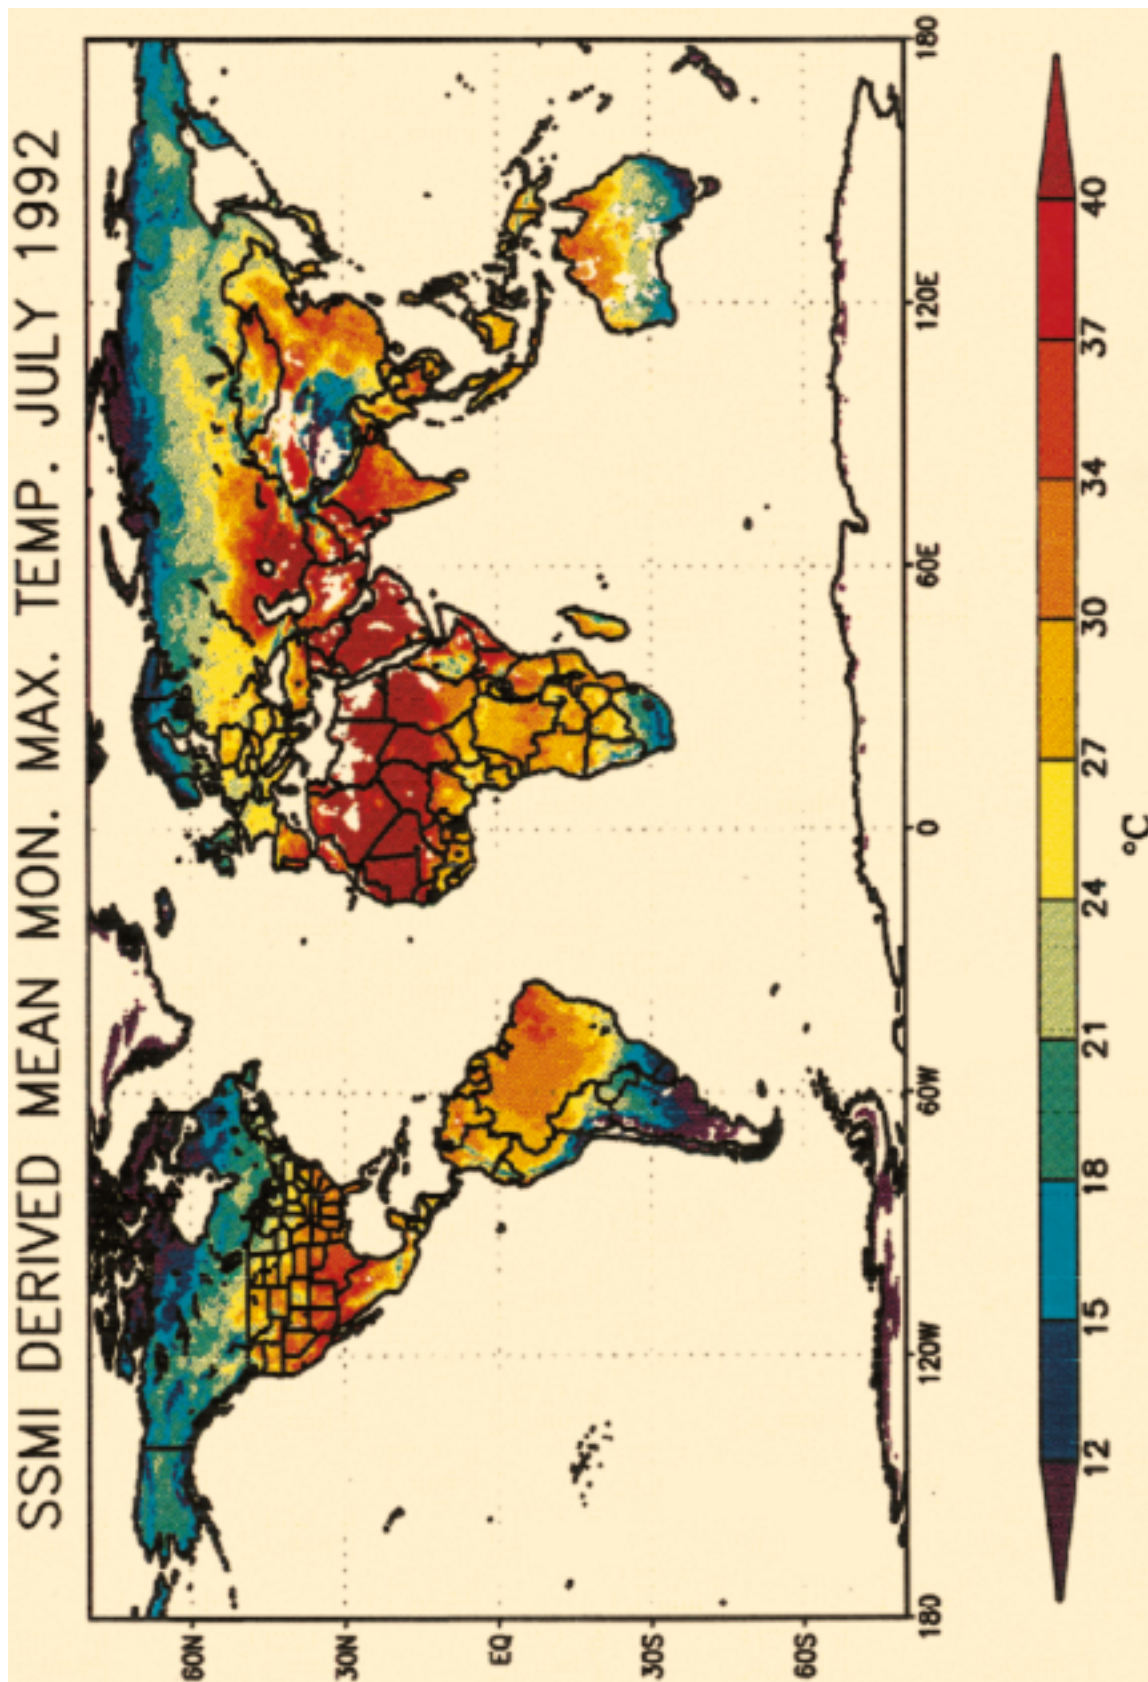 SSMI DERIVED MEAN MON. MAX. TEMP. JULY 1992
60N
30N
EQ
30S
60S
180
120W
60W
0
60E
120E
180
12
15
18
21
24
27
30
34
37
40
°C